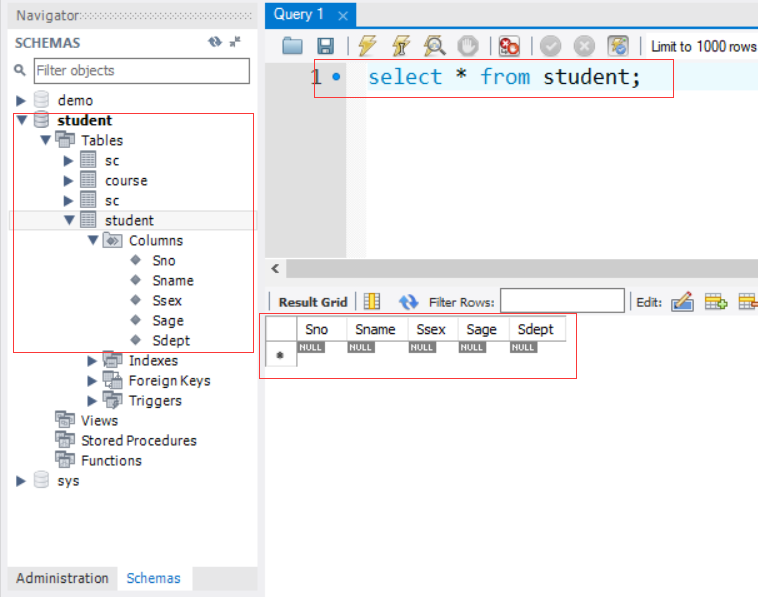 Navigator
SCHEMAS
Filter objects
demo
student
Tables
sc
course
sc
student
Columns
Sno
Sname
Ssex
Sage
Sdept
Indexes
Foreign Keys
Triggers
Views
Stored Procedures
Functions
sys
Administration Schemas
Query 1
Limit to 1000 rows
1 select * from student;
Result Grid Filter Rows: Edit:
Sno Sname Ssex Sage Sdept
NULL NULL NULL NULL NULL